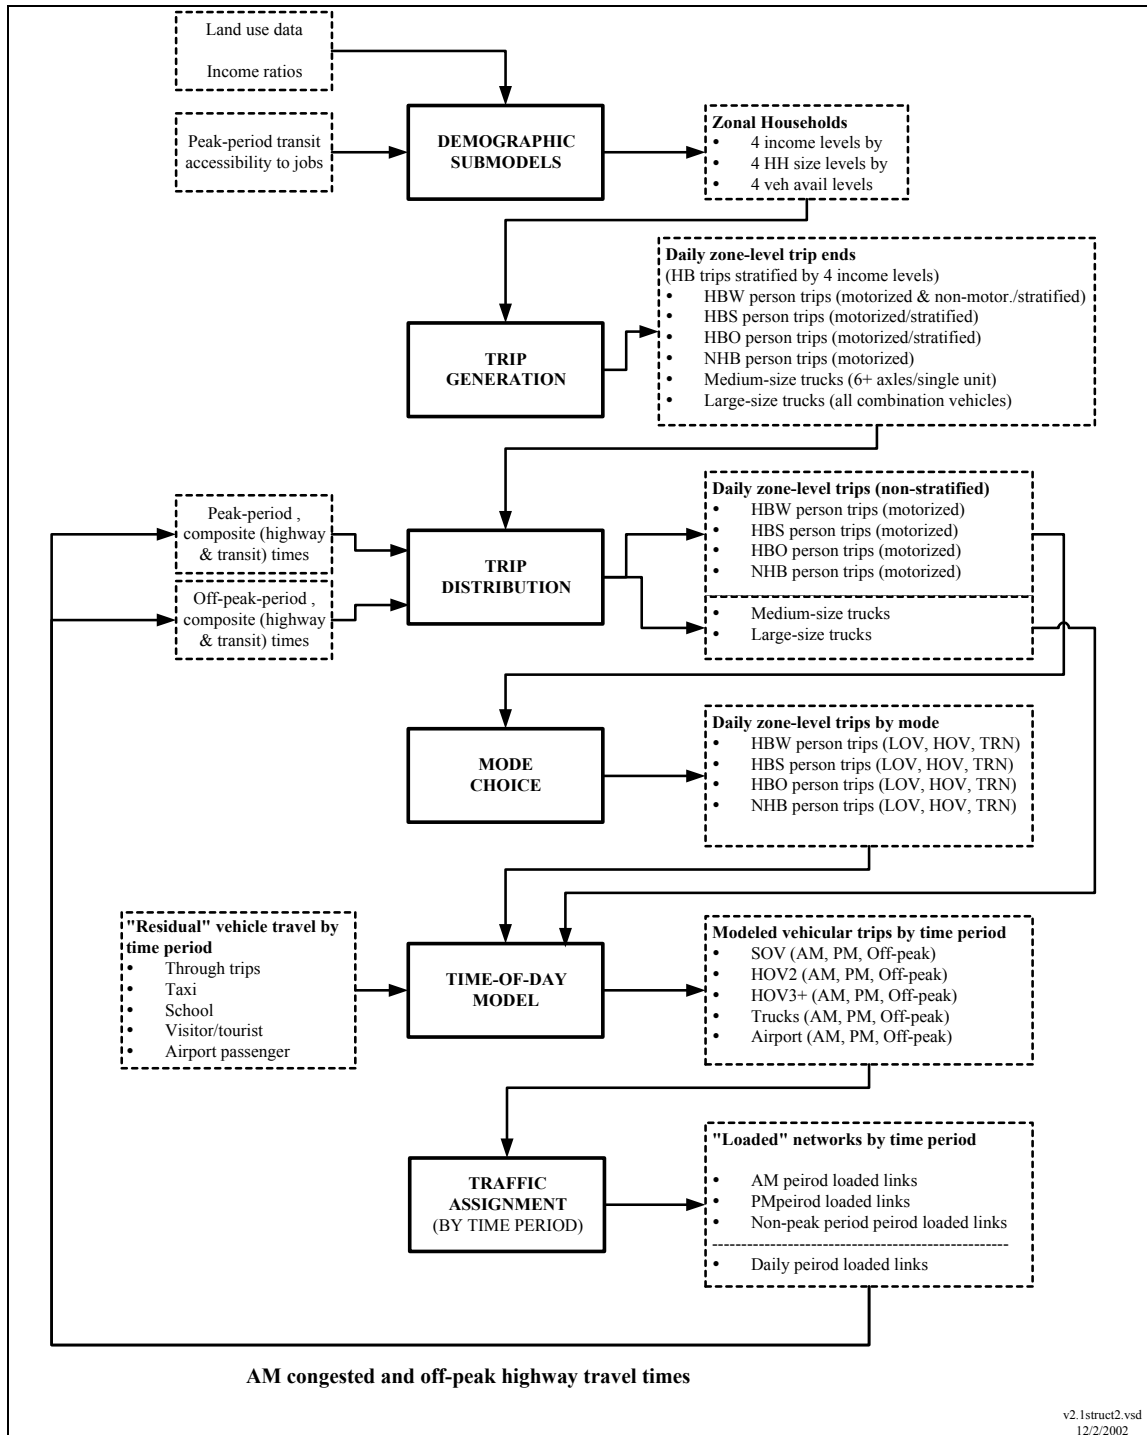 Land use data
Income ratios
Peak-period transit
accessibility to jobs
DEMOGRAPHIC
SUBMODELS
Zonal Households
• 4 income levels by
• 4 HH size levels by
• 4 veh avail levels
Daily zone-level trip ends
(HB trips stratified by 4 income levels)
• HBW person trips (motorized & non-motor./stratified)
• HBS person trips (motorized/stratified)
• HBO person trips (motorized/stratified)
• NHB person trips (motorized)
• Medium-size trucks (6+ axles/single unit)
• Large-size trucks (all combination vehicles)
TRIP
GENERATION
Peak-period ,
composite (highway
& transit) times
Off-peak-period ,
composite (highway
& transit) times
TRIP
DISTRIBUTION
Daily zone-level trips (non-stratified)
• HBW person trips (motorized)
• HBS person trips (motorized)
• HBO person trips (motorized)
• NHB person trips (motorized)
• Medium-size trucks
• Large-size trucks
MODE
CHOICE
Daily zone-level trips by mode
• HBW person trips (LOV, HOV, TRN)
• HBS person trips (LOV, HOV, TRN)
• HBO person trips (LOV, HOV, TRN)
• NHB person trips (LOV, HOV, TRN)
"Residual" vehicle travel by
time period
• Through trips
• Taxi
• School
• Visitor/tourist
• Airport passenger
TIME-OF-DAY
MODEL
Modeled vehicular trips by time period
• SOV (AM, PM, Off-peak)
• HOV2 (AM, PM, Off-peak)
• HOV3+ (AM, PM, Off-peak)
• Trucks (AM, PM, Off-peak)
• Airport (AM, PM, Off-peak)
TRAFFIC
ASSIGNMENT
(BY TIME PERIOD)
"Loaded" networks by time period
• AM peirod loaded links
• PMpeirod loaded links
• Non-peak period peirod loaded links
• Daily peirod loaded links
AM congested and off-peak highway travel times
v2.1struct2.vsd
12/2/2002